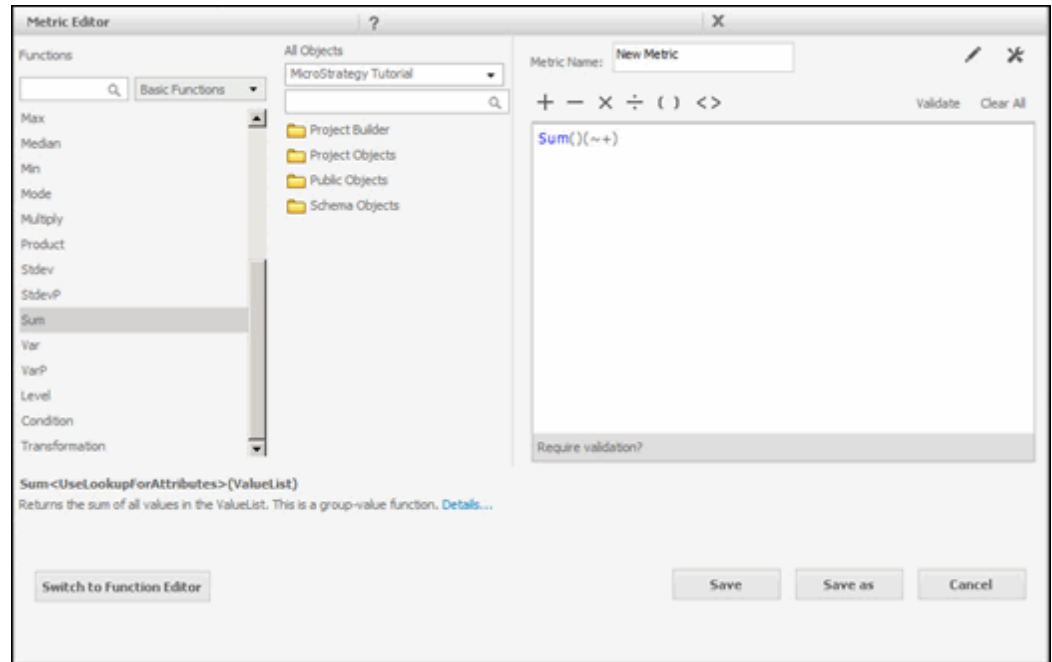 Metric Editor ? X
Functions
Basic Functions
Max
Median
Min
Mode
Multiply
Product
Stdev
StdevP
Sum
Var
VarP
Level
Condition
Transformation
All Objects
MicroStrategy Tutorial
Project Builder
Project Objects
Public Objects
Schema Objects
Metric Name: New Metric
+ − × ÷ ( ) <> Validate Clear All
Sum()(~+)
Require validation?
Sum<UseLookupForAttributes>(ValueList)
Returns the sum of all values in the ValueList. This is a group-value function. Details...
Switch to Function Editor
Save Save as Cancel